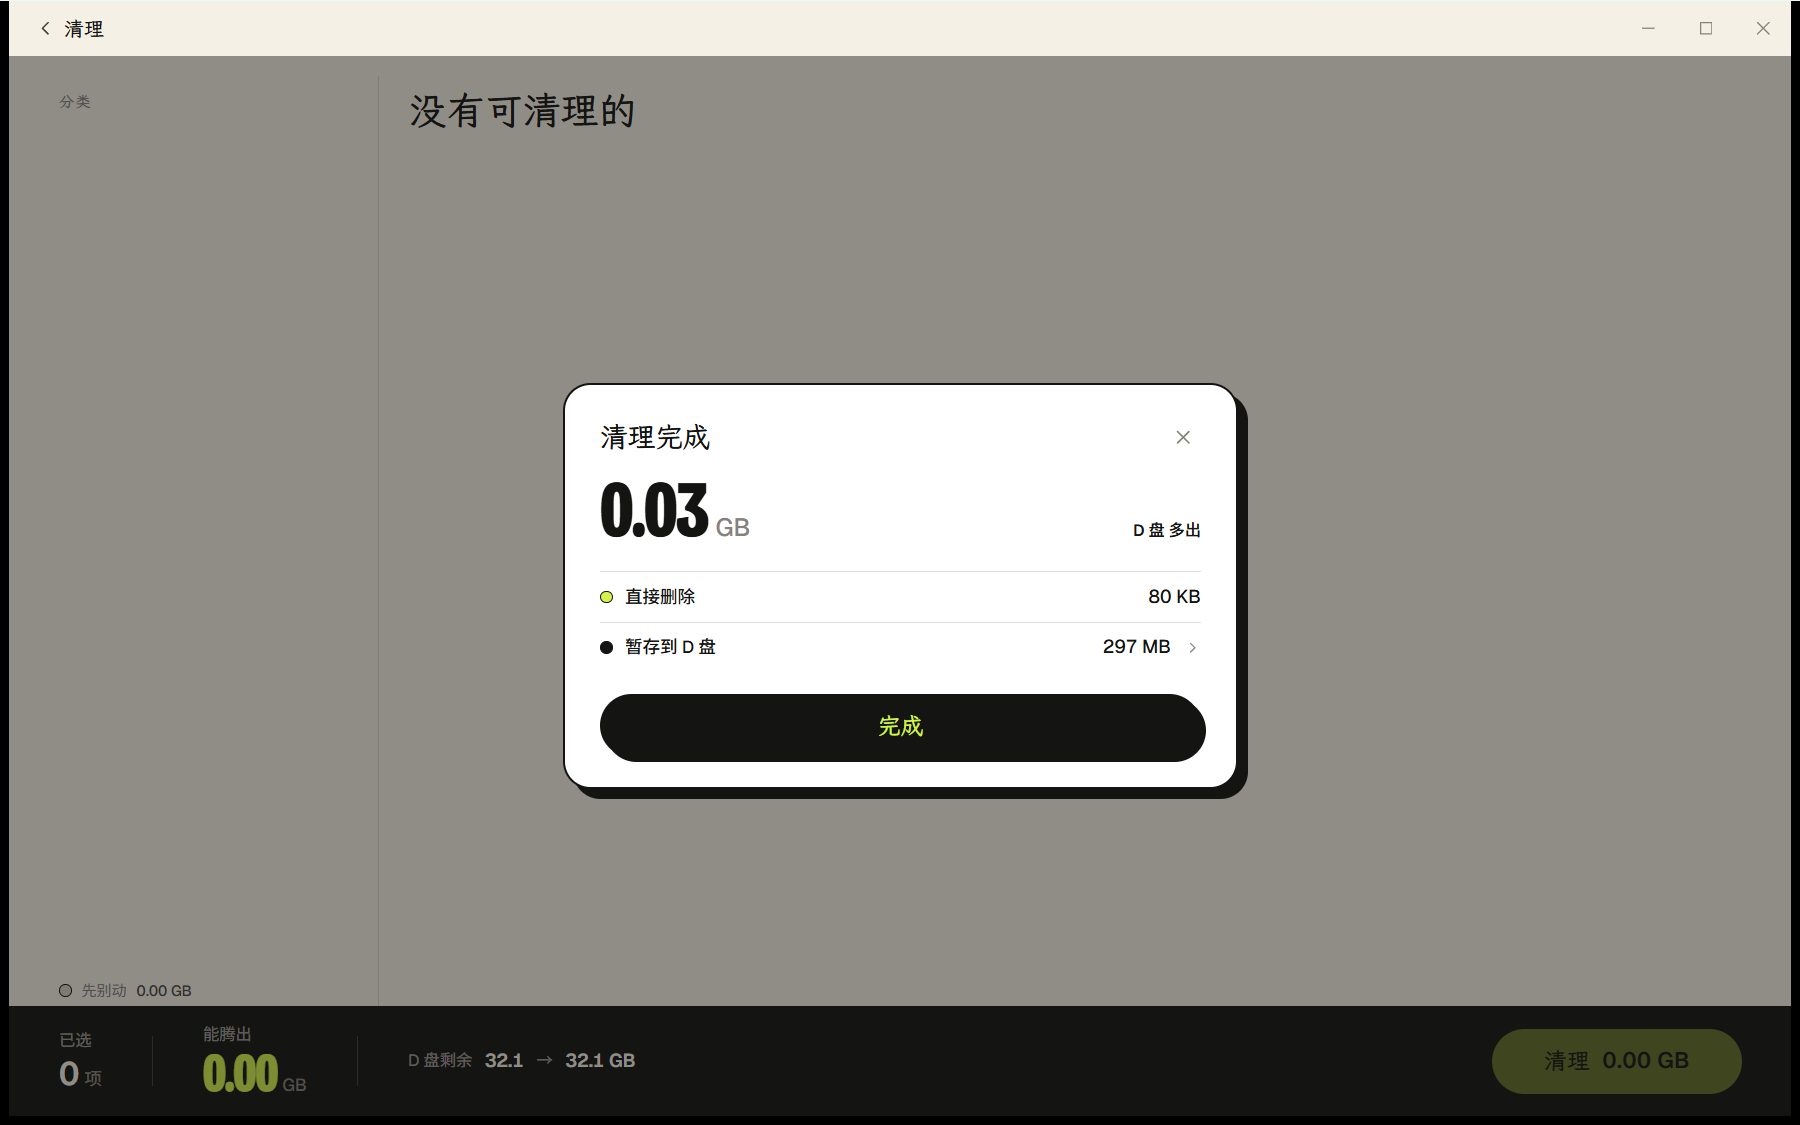 清理
分类
没有可清理的
清理完成
0.03 GB
D 盘 多出
直接删除 80 KB
暂存到 D 盘 297 MB
完成
先别动 0.00 GB
已选
0 项
能腾出
0.00 GB
D 盘剩余 32.1 → 32.1 GB
清理 0.00 GB